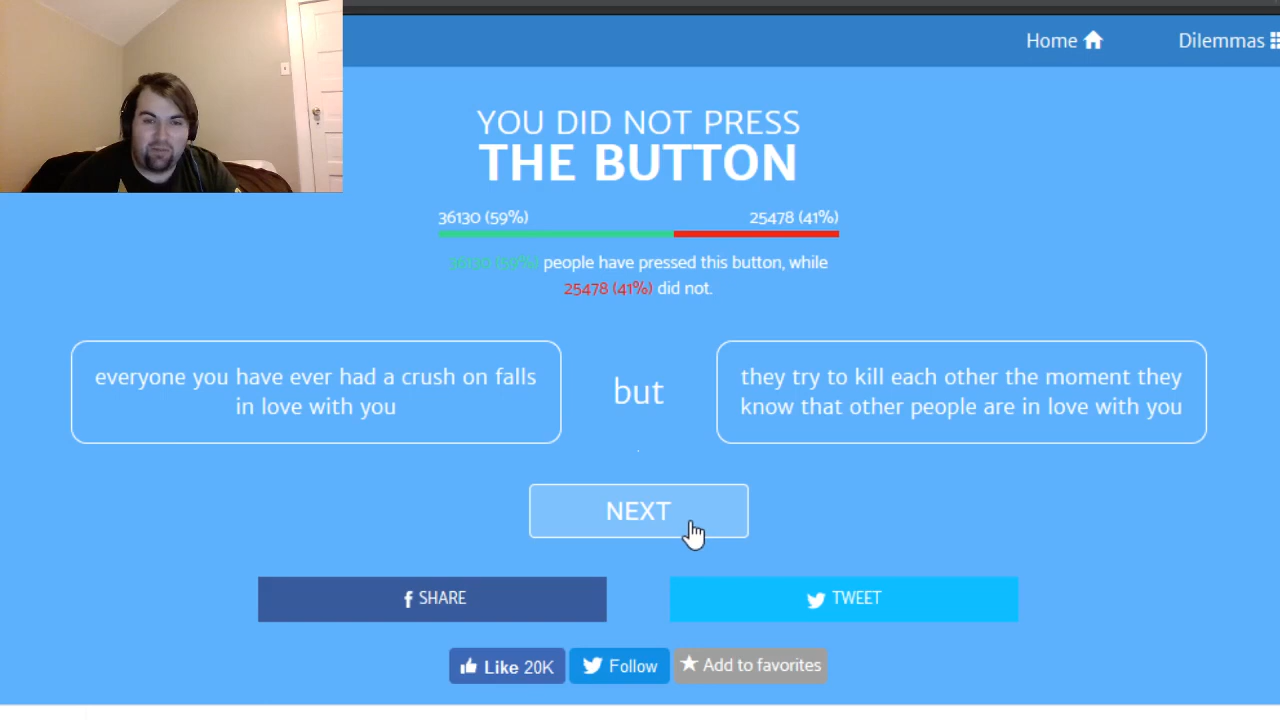 Home
Dilemmas
YOU DID NOT PRESS
THE BUTTON
36130 (59%)
25478 (41%)
36130 (59%) people have pressed this button, while
25478 (41%) did not.
everyone you have ever had a crush on falls
in love with you
but
they try to kill each other the moment they
know that other people are in love with you
NEXT
SHARE
TWEET
Like 20K
Follow
Add to favorites